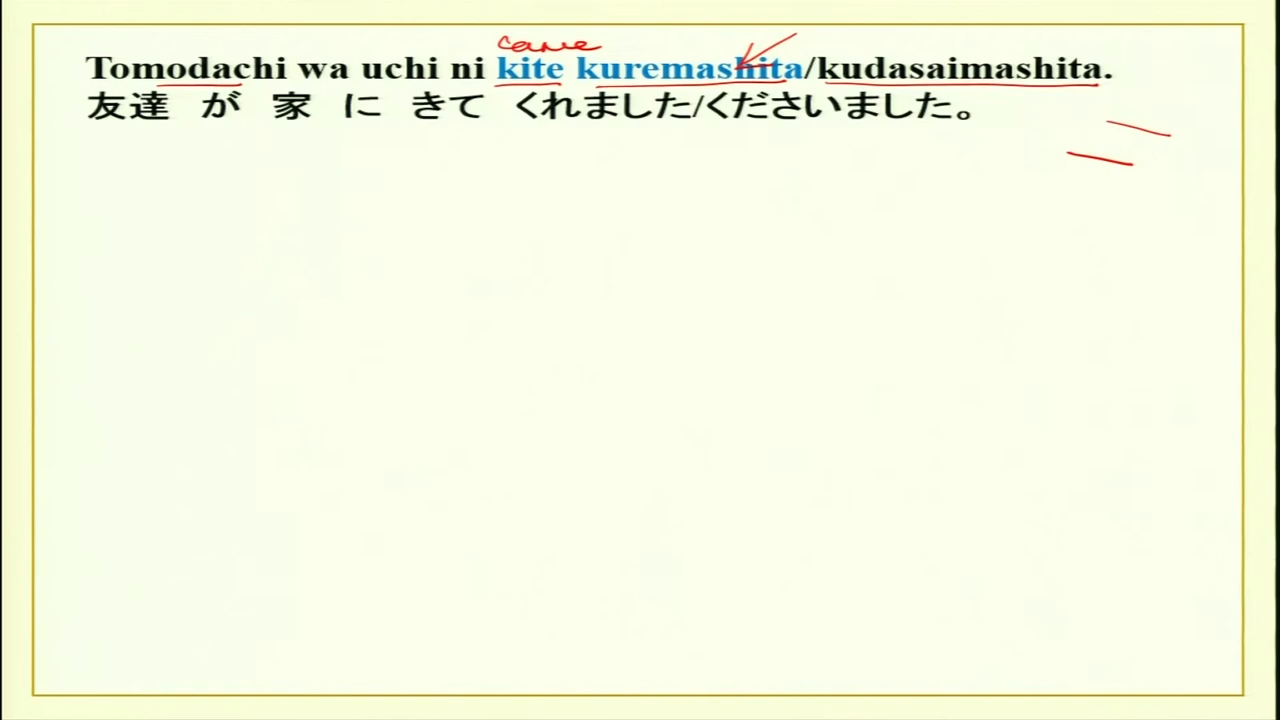 came
Tomodachi wa uchi ni kite kuremashita/kudasaimashita.
友達 が 家 に きて くれました/くださいました。